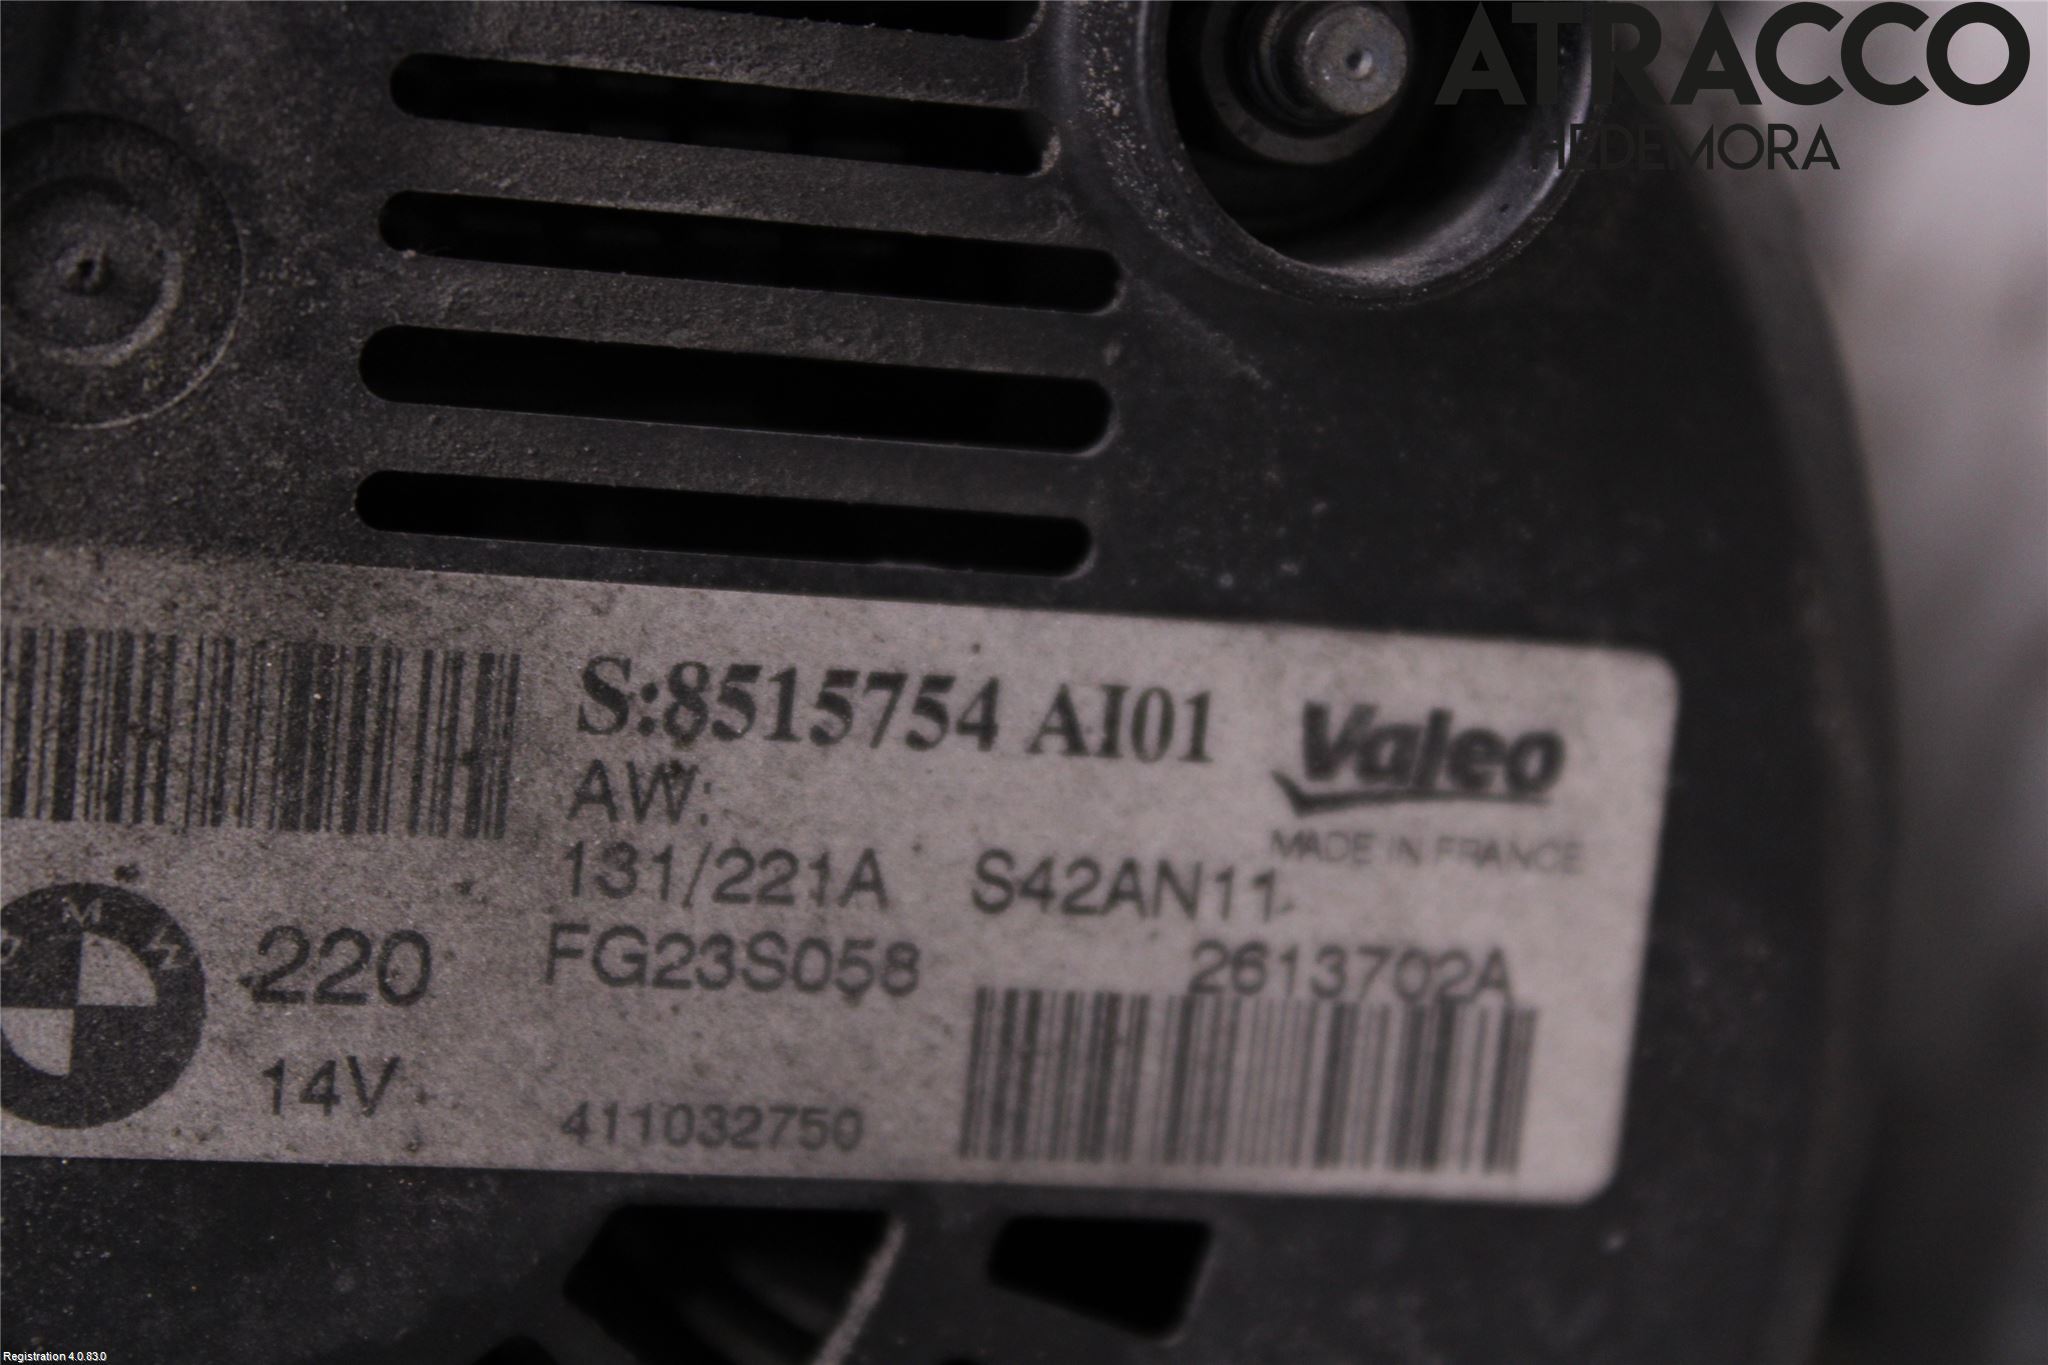 ATRACCO
HEDEMORA
S:8515754 AI01
Valeo
AW:
MADE IN FRANCE
131/221A S42AN11
BMW
220
FG23S058
2613702A
14V
411032750
Registration 4.0.83.0